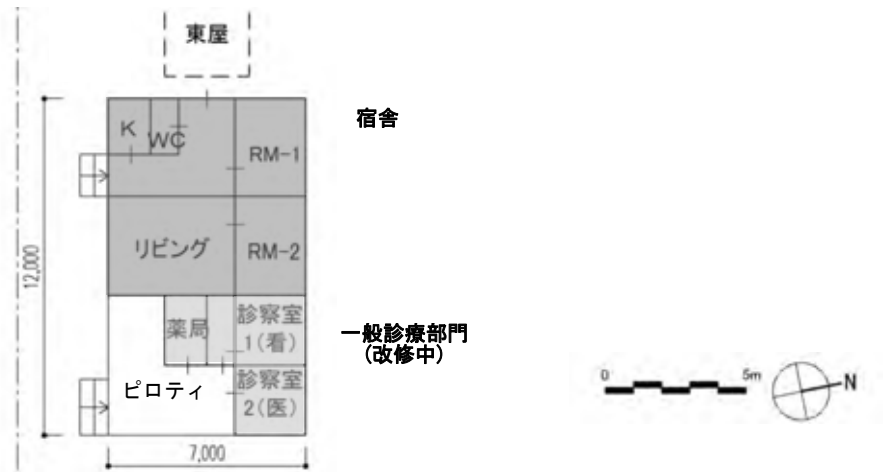 東屋
宿舎
K
WC
RM-1
リビング
RM-2
12,000
薬局
診察室
1(看)
一般診療部門
(改修中)
ピロティ
診察室
2(医)
7,000
0
5m
N